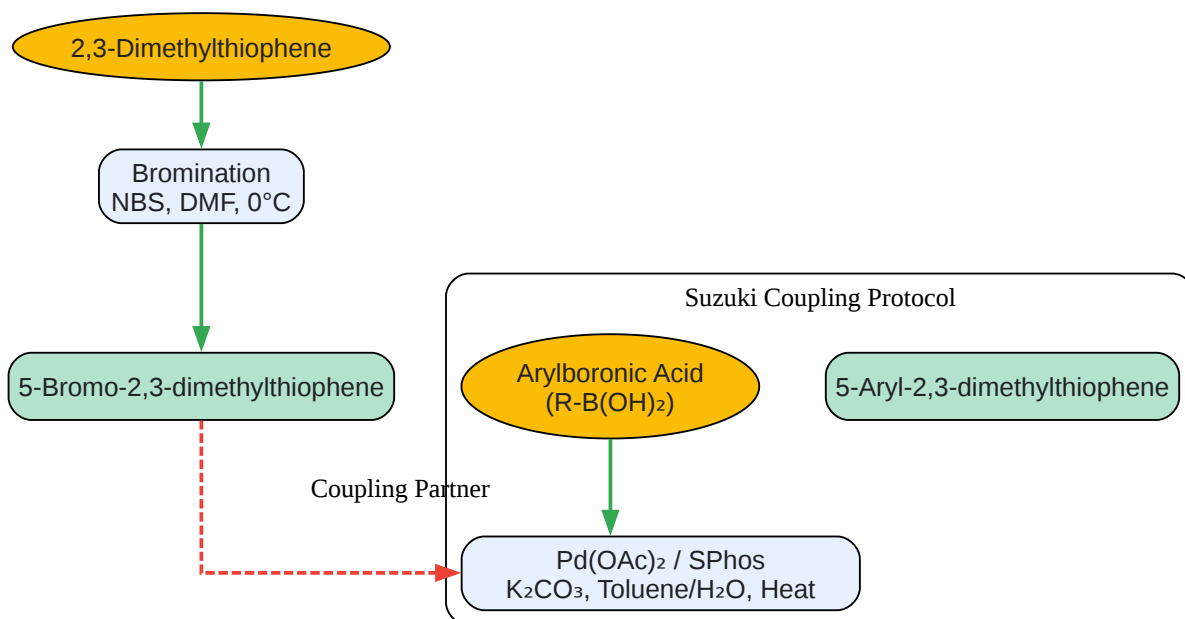 2,3-Dimethylthiophene
Bromination
NBS, DMF, 0°C
Suzuki Coupling Protocol
5-Bromo-2,3-dimethylthiophene
Arylboronic Acid
(R-B(OH)₂)
5-Aryl-2,3-dimethylthiophene
Coupling Partner
Pd(OAc)₂ / SPhos
K₂CO₃, Toluene/H₂O, Heat